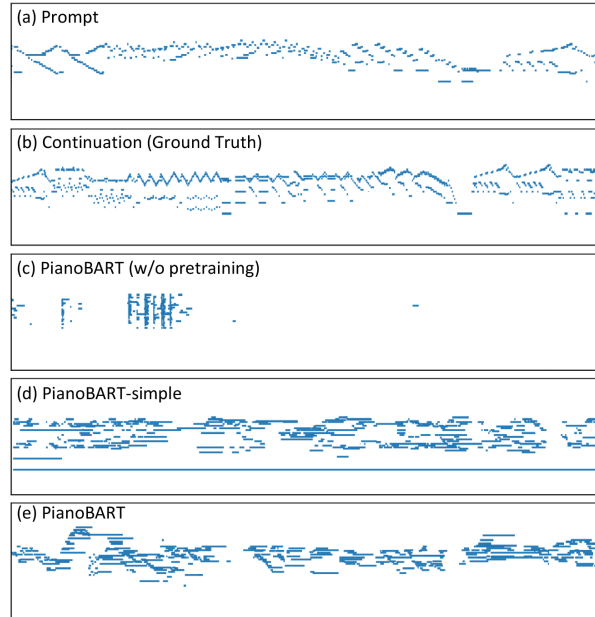 (a) Prompt
(b) Continuation (Ground Truth)
(c) PianoBART (w/o pretraining)
(d) PianoBART-simple
(e) PianoBART